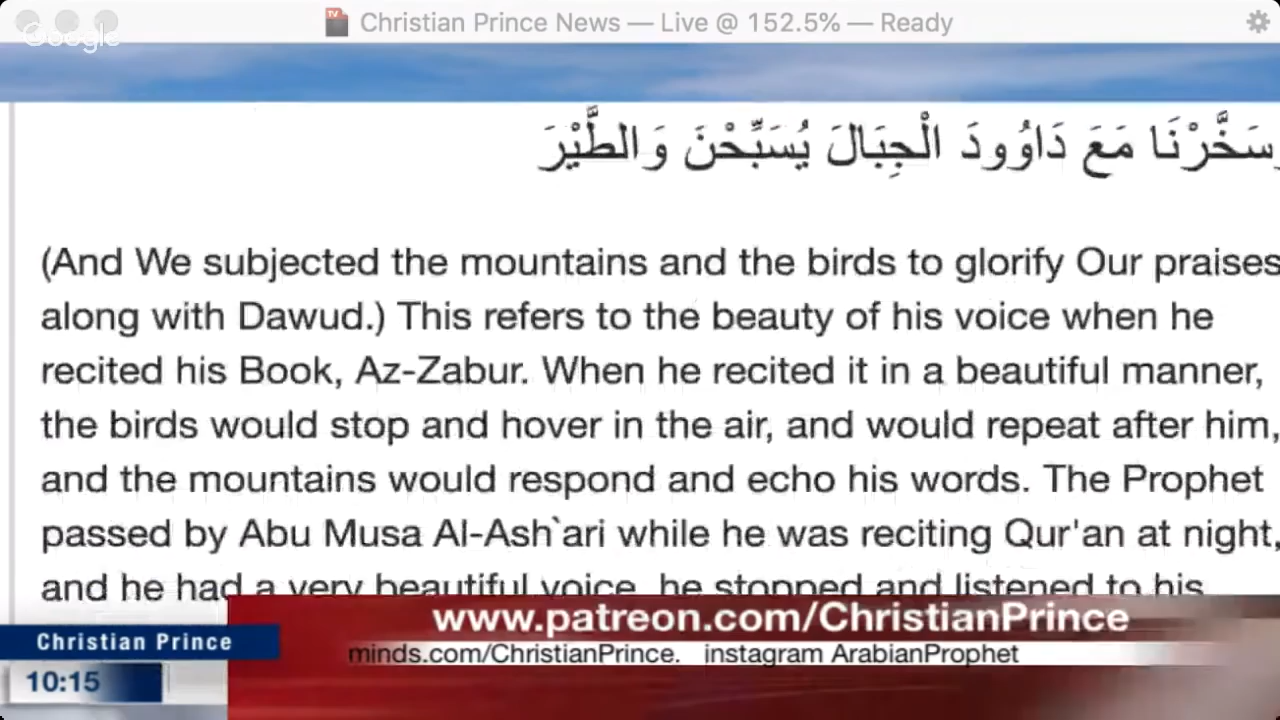 Google
Christian Prince News — Live @ 152.5% — Ready
وَسَخَّرْنَا مَعَ دَاوُودَ الْجِبَالَ يُسَبِّحْنَ وَالطَّيْرَ
(And We subjected the mountains and the birds to glorify Our praises
along with Dawud.) This refers to the beauty of his voice when he
recited his Book, Az-Zabur. When he recited it in a beautiful manner,
the birds would stop and hover in the air, and would repeat after him,
and the mountains would respond and echo his words. The Prophet
passed by Abu Musa Al-Ash`ari while he was reciting Qur'an at night,
and he had a very beautiful voice, he stopped and listened to his
www.patreon.com/ChristianPrince
Christian Prince
minds.com/ChristianPrince. instagram ArabianProphet
10:15